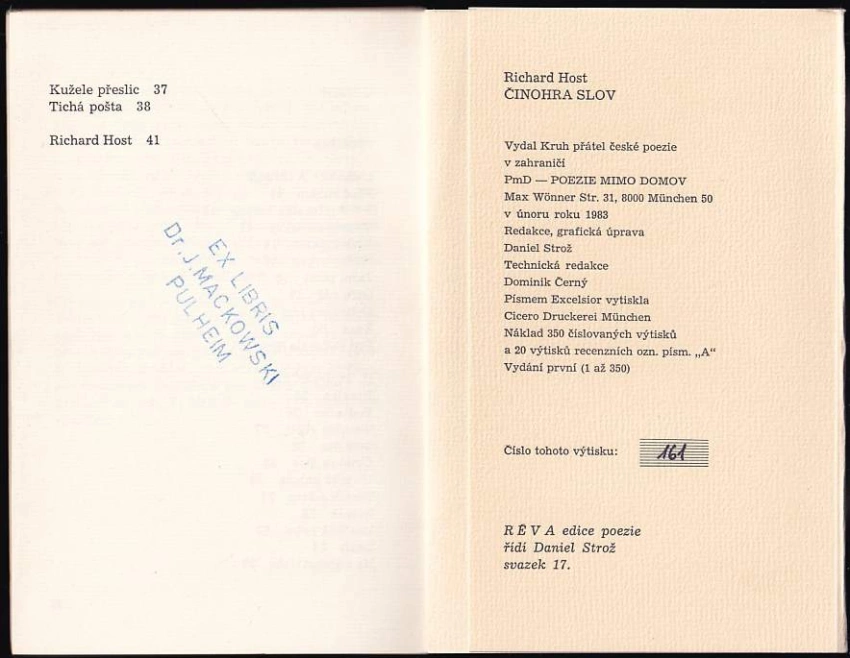 Kužele přeslic 37
Tichá pošta 38
Richard Host 41
EX LIBRIS
Dr. J. MACKOWSKI
PULHEIM
Richard Host
ČINOHRA SLOV
Vydal Kruh přátel české poezie
v zahraničí
PmD — POEZIE MIMO DOMOV
Max Wönner Str. 31, 8000 München 50
v únoru roku 1983
Redakce, grafická úprava
Daniel Strož
Technická redakce
Dominik Černý
Písmem Excelsior vytiskla
Cicero Druckerei München
Náklad 350 číslovaných výtisků
a 20 výtisků recenzních ozn. písm. „A"
Vydání první (1 až 350)
Číslo tohoto výtisku: 161
RÉVA edice poezie
řídí Daniel Strož
svazek 17.